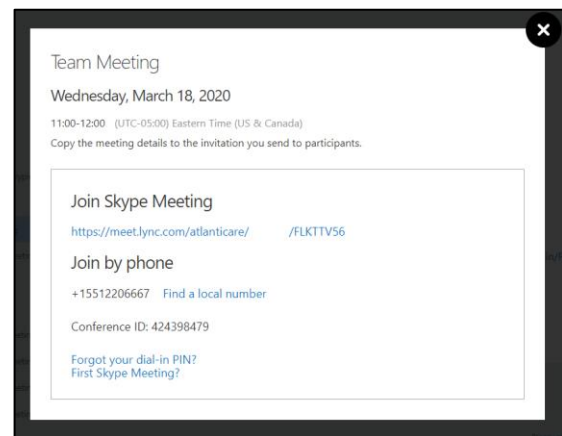 Team Meeting
Wednesday, March 18, 2020
11:00-12:00 (UTC-05:00) Eastern Time (US & Canada)
Copy the meeting details to the invitation you send to participants.
Join Skype Meeting
https://meet.lync.com/atlanticare/ /FLKTTV56
Join by phone
+15512206667 Find a local number
Conference ID: 424398479
Forgot your dial-in PIN?
First Skype Meeting?